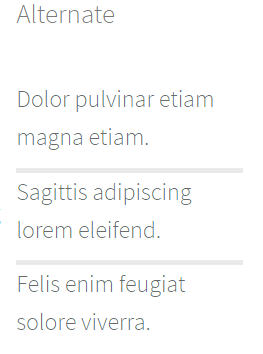 Alternate
Dolor pulvinar etiam
magna etiam.
Sagittis adipiscing
lorem eleifend.
Felis enim feugiat
solore viverra.